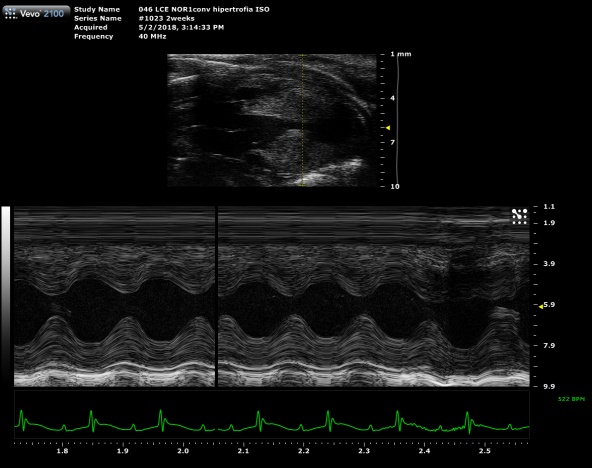 Vevo 2100
Study Name 046 LCE NOR1conv hipertrofia ISO
Series Name #1023 2weeks
Acquired 5/2/2018, 3:14:33 PM
Frequency 40 MHz
1 mm
4
7
10
1.1
1.9
3.9
5.9
7.9
9.9
522 BPM
1.8 1.9 2.0 2.1 2.2 2.3 2.4 2.5